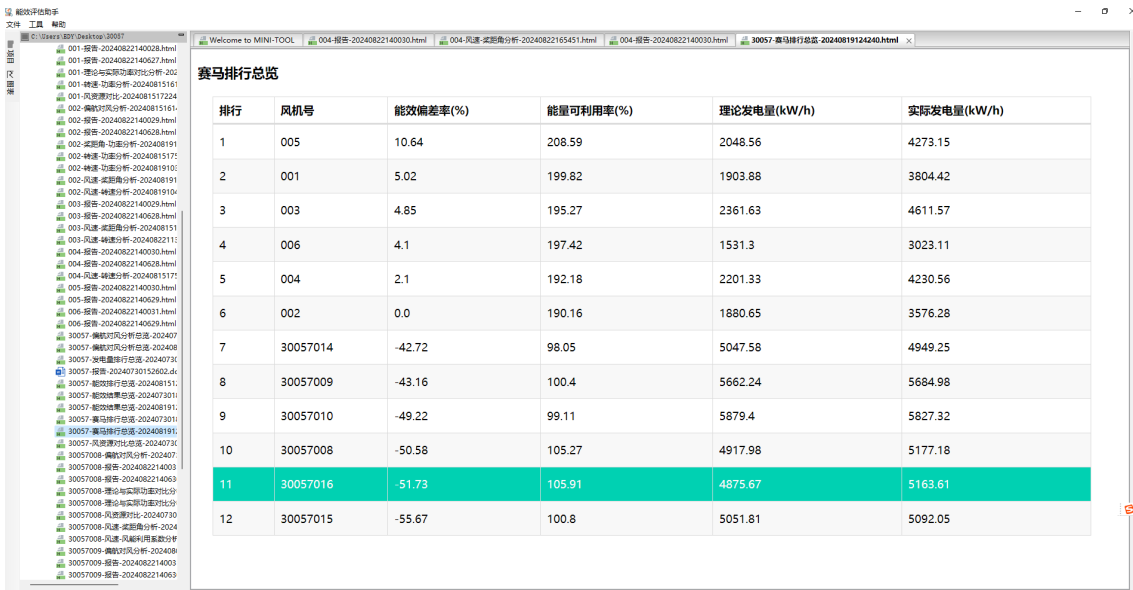 能效评估助手
文件 工具 帮助
C:\Users\EDY\Desktop\30057
项目
图集
001-报告-20240822140028.html
001-报告-20240822140627.html
001-理论与实际功率对比分析-202
001-转速-功率分析-2024081516
001-风资源对比-2024081517224
002-偏航对风分析-20240815161
002-报告-20240822140029.html
002-报告-20240822140628.html
002-桨距角-功率分析-202408191
002-转速-功率分析-2024081517
002-转速-功率分析-2024081910
002-风速-桨距角分析-202408191
002-风速-转速分析-2024081910
003-报告-20240822140029.html
003-报告-20240822140628.html
003-风速-桨距角分析-202408151
003-风速-转速分析-2024082211
004-报告-20240822140030.html
004-报告-20240822140628.html
004-风速-转速分析-2024081517
005-报告-20240822140030.html
005-报告-20240822140629.html
006-报告-20240822140031.html
006-报告-20240822140629.html
30057-偏航对风分析总览-202407
30057-偏航对风分析总览-202408
30057-发电量排行总览-20240730
30057-报告-20240730152602.do
30057-能效排行总览-202408151
30057-能效结果总览-202407301
30057-能效结果总览-202408191
30057-赛马排行总览-202407301
30057-赛马排行总览-202408191
30057-风资源对比总览-2024073
30057008-偏航对风分析-202407
30057008-报告-2024082214003
30057008-报告-2024082214063
30057008-理论与实际功率对比分
30057008-理论与实际功率对比分
30057008-风资源对比-20240730
30057008-风速-桨距角分析-2024
30057008-风速-风能利用系数分析
30057009-偏航对风分析-202408
30057009-报告-2024082214003
30057009-报告-2024082214063
Welcome to MINI-TOOL 004-报告-20240822140030.html 004-风速-桨距角分析-20240822165451.html 004-报告-20240822140030.html 30057-赛马排行总览-20240819124240.html ×
赛马排行总览
排行 风机号 能效偏差率(%) 能量可利用率(%) 理论发电量(kW/h) 实际发电量(kW/h)
1 005 10.64 208.59 2048.56 4273.15
2 001 5.02 199.82 1903.88 3804.42
3 003 4.85 195.27 2361.63 4611.57
4 006 4.1 197.42 1531.3 3023.11
5 004 2.1 192.18 2201.33 4230.56
6 002 0.0 190.16 1880.65 3576.28
7 30057014 -42.72 98.05 5047.58 4949.25
8 30057009 -43.16 100.4 5662.24 5684.98
9 30057010 -49.22 99.11 5879.4 5827.32
10 30057008 -50.58 105.27 4917.98 5177.18
11 30057016 -51.73 105.91 4875.67 5163.61
12 30057015 -55.67 100.8 5051.81 5092.05